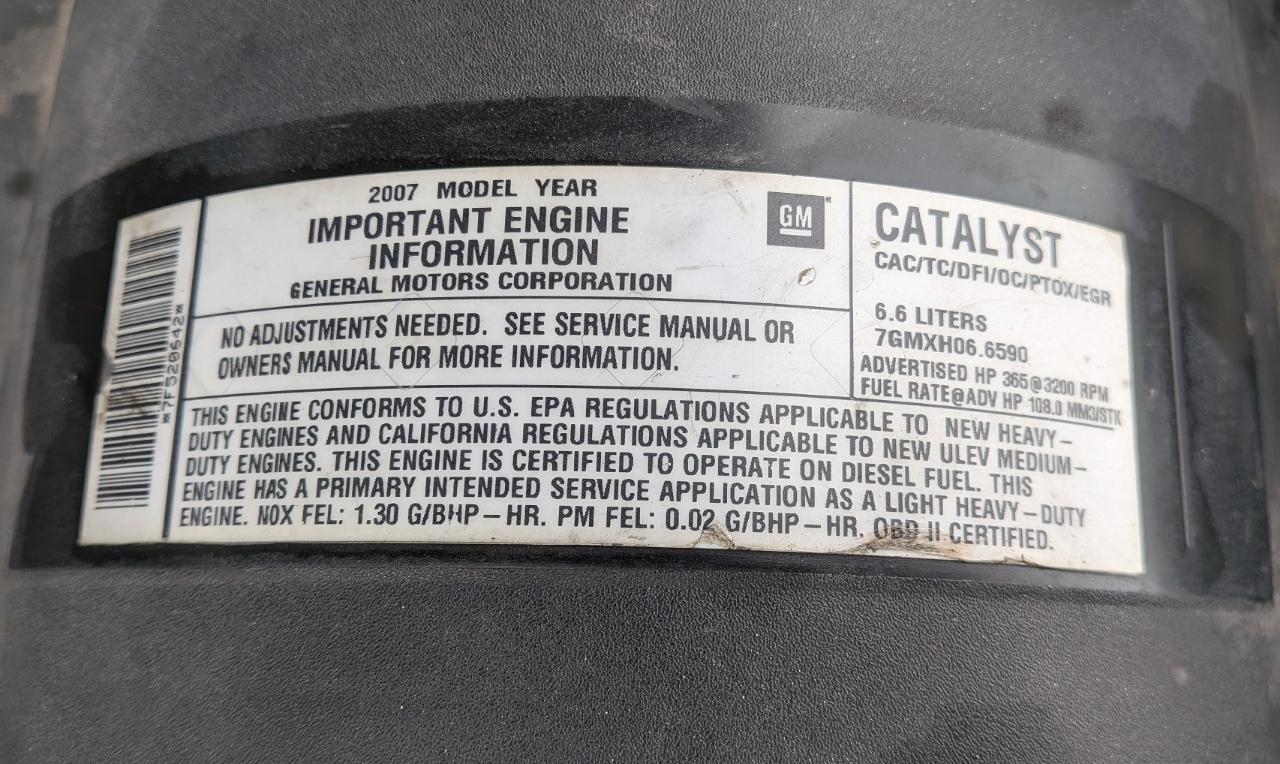 2007 MODEL YEAR
IMPORTANT ENGINE
INFORMATION
GENERAL MOTORS CORPORATION
GM
NO ADJUSTMENTS NEEDED. SEE SERVICE MANUAL OR
OWNERS MANUAL FOR MORE INFORMATION.
CATALYST
CAC/TC/DFI/OC/PTOX/EGR
6.6 LITERS
7GMXH06.6590
ADVERTISED HP 365@3200 RPM
FUEL RATE@ADV HP 108.0 MM3/STK
THIS ENGINE CONFORMS TO U.S. EPA REGULATIONS APPLICABLE TO NEW HEAVY-
DUTY ENGINES AND CALIFORNIA REGULATIONS APPLICABLE TO NEW ULEV MEDIUM-
DUTY ENGINES. THIS ENGINE IS CERTIFIED TO OPERATE ON DIESEL FUEL. THIS
ENGINE HAS A PRIMARY INTENDED SERVICE APPLICATION AS A LIGHT HEAVY-DUTY
ENGINE. NOX FEL: 1.30 G/BHP-HR. PM FEL: 0.02 G/BHP-HR. OBD II CERTIFIED.
*7F520642*